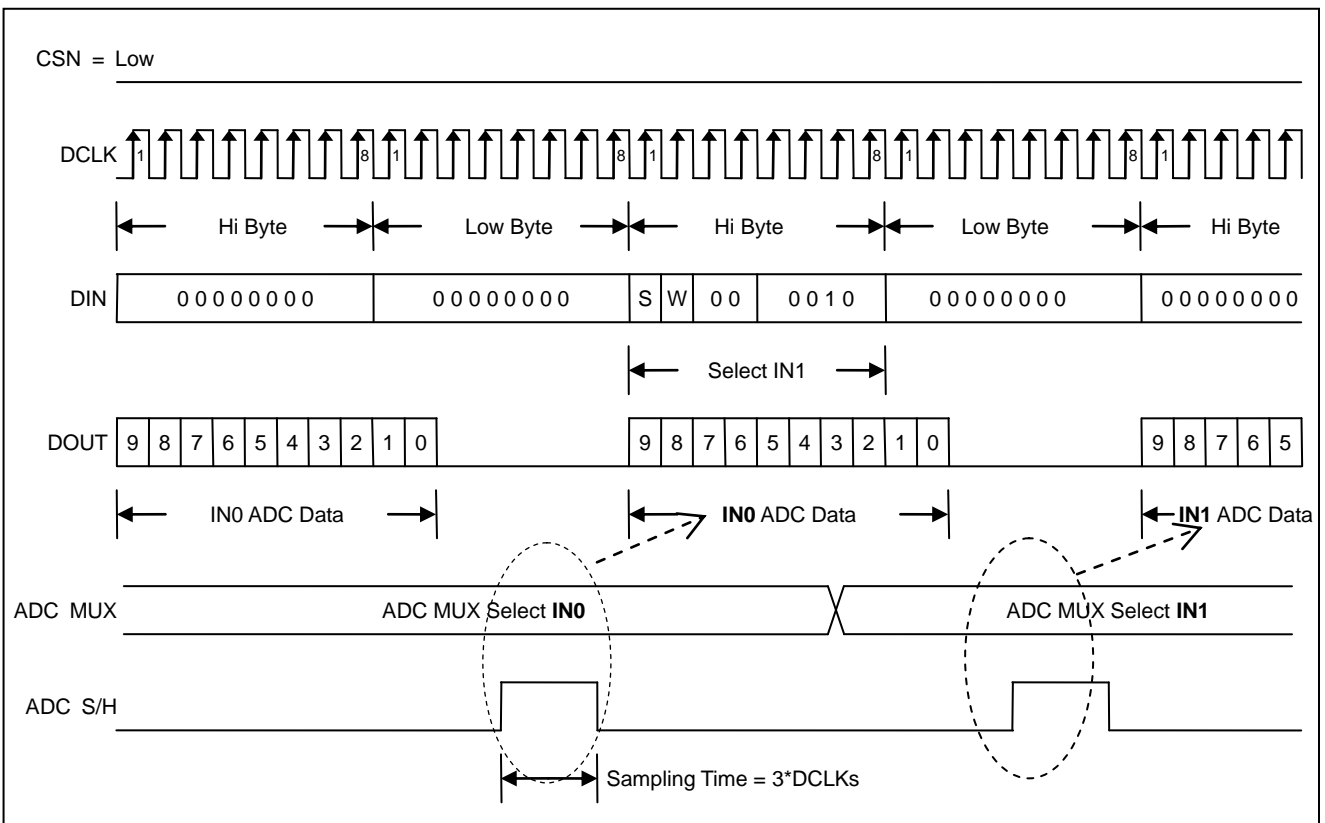 CSN = Low
DCLK 1 8 1 8 1 8 1 8 1
Hi Byte Low Byte Hi Byte Low Byte Hi Byte
DIN 0 0 0 0 0 0 0 0 0 0 0 0 0 0 0 0 S W 0 0 0 0 1 0 0 0 0 0 0 0 0 0 0 0 0 0 0 0 0 0
Select IN1
DOUT 9 8 7 6 5 4 3 2 1 0 9 8 7 6 5 4 3 2 1 0 9 8 7 6 5
IN0 ADC Data IN0 ADC Data IN1 ADC Data
ADC MUX ADC MUX Select IN0 ADC MUX Select IN1
ADC S/H
Sampling Time = 3*DCLKs